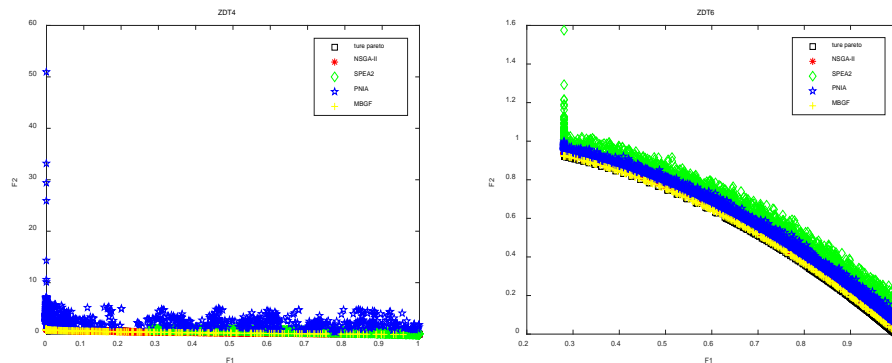 ZDT4
60
50
40
30
20
10
0
0 0.1 0.2 0.3 0.4 0.5 0.6 0.7 0.8 0.9 1
F1
F2
ture pareto
NSGA-II
SPEA2
PNIA
MBGF
ZDT6
1.6
1.4
1.2
1
0.8
0.6
0.4
0.2
0
0.2 0.3 0.4 0.5 0.6 0.7 0.8 0.9
F1
F2
ture pareto
NSGA-II
SPEA2
PNIA
MBGF